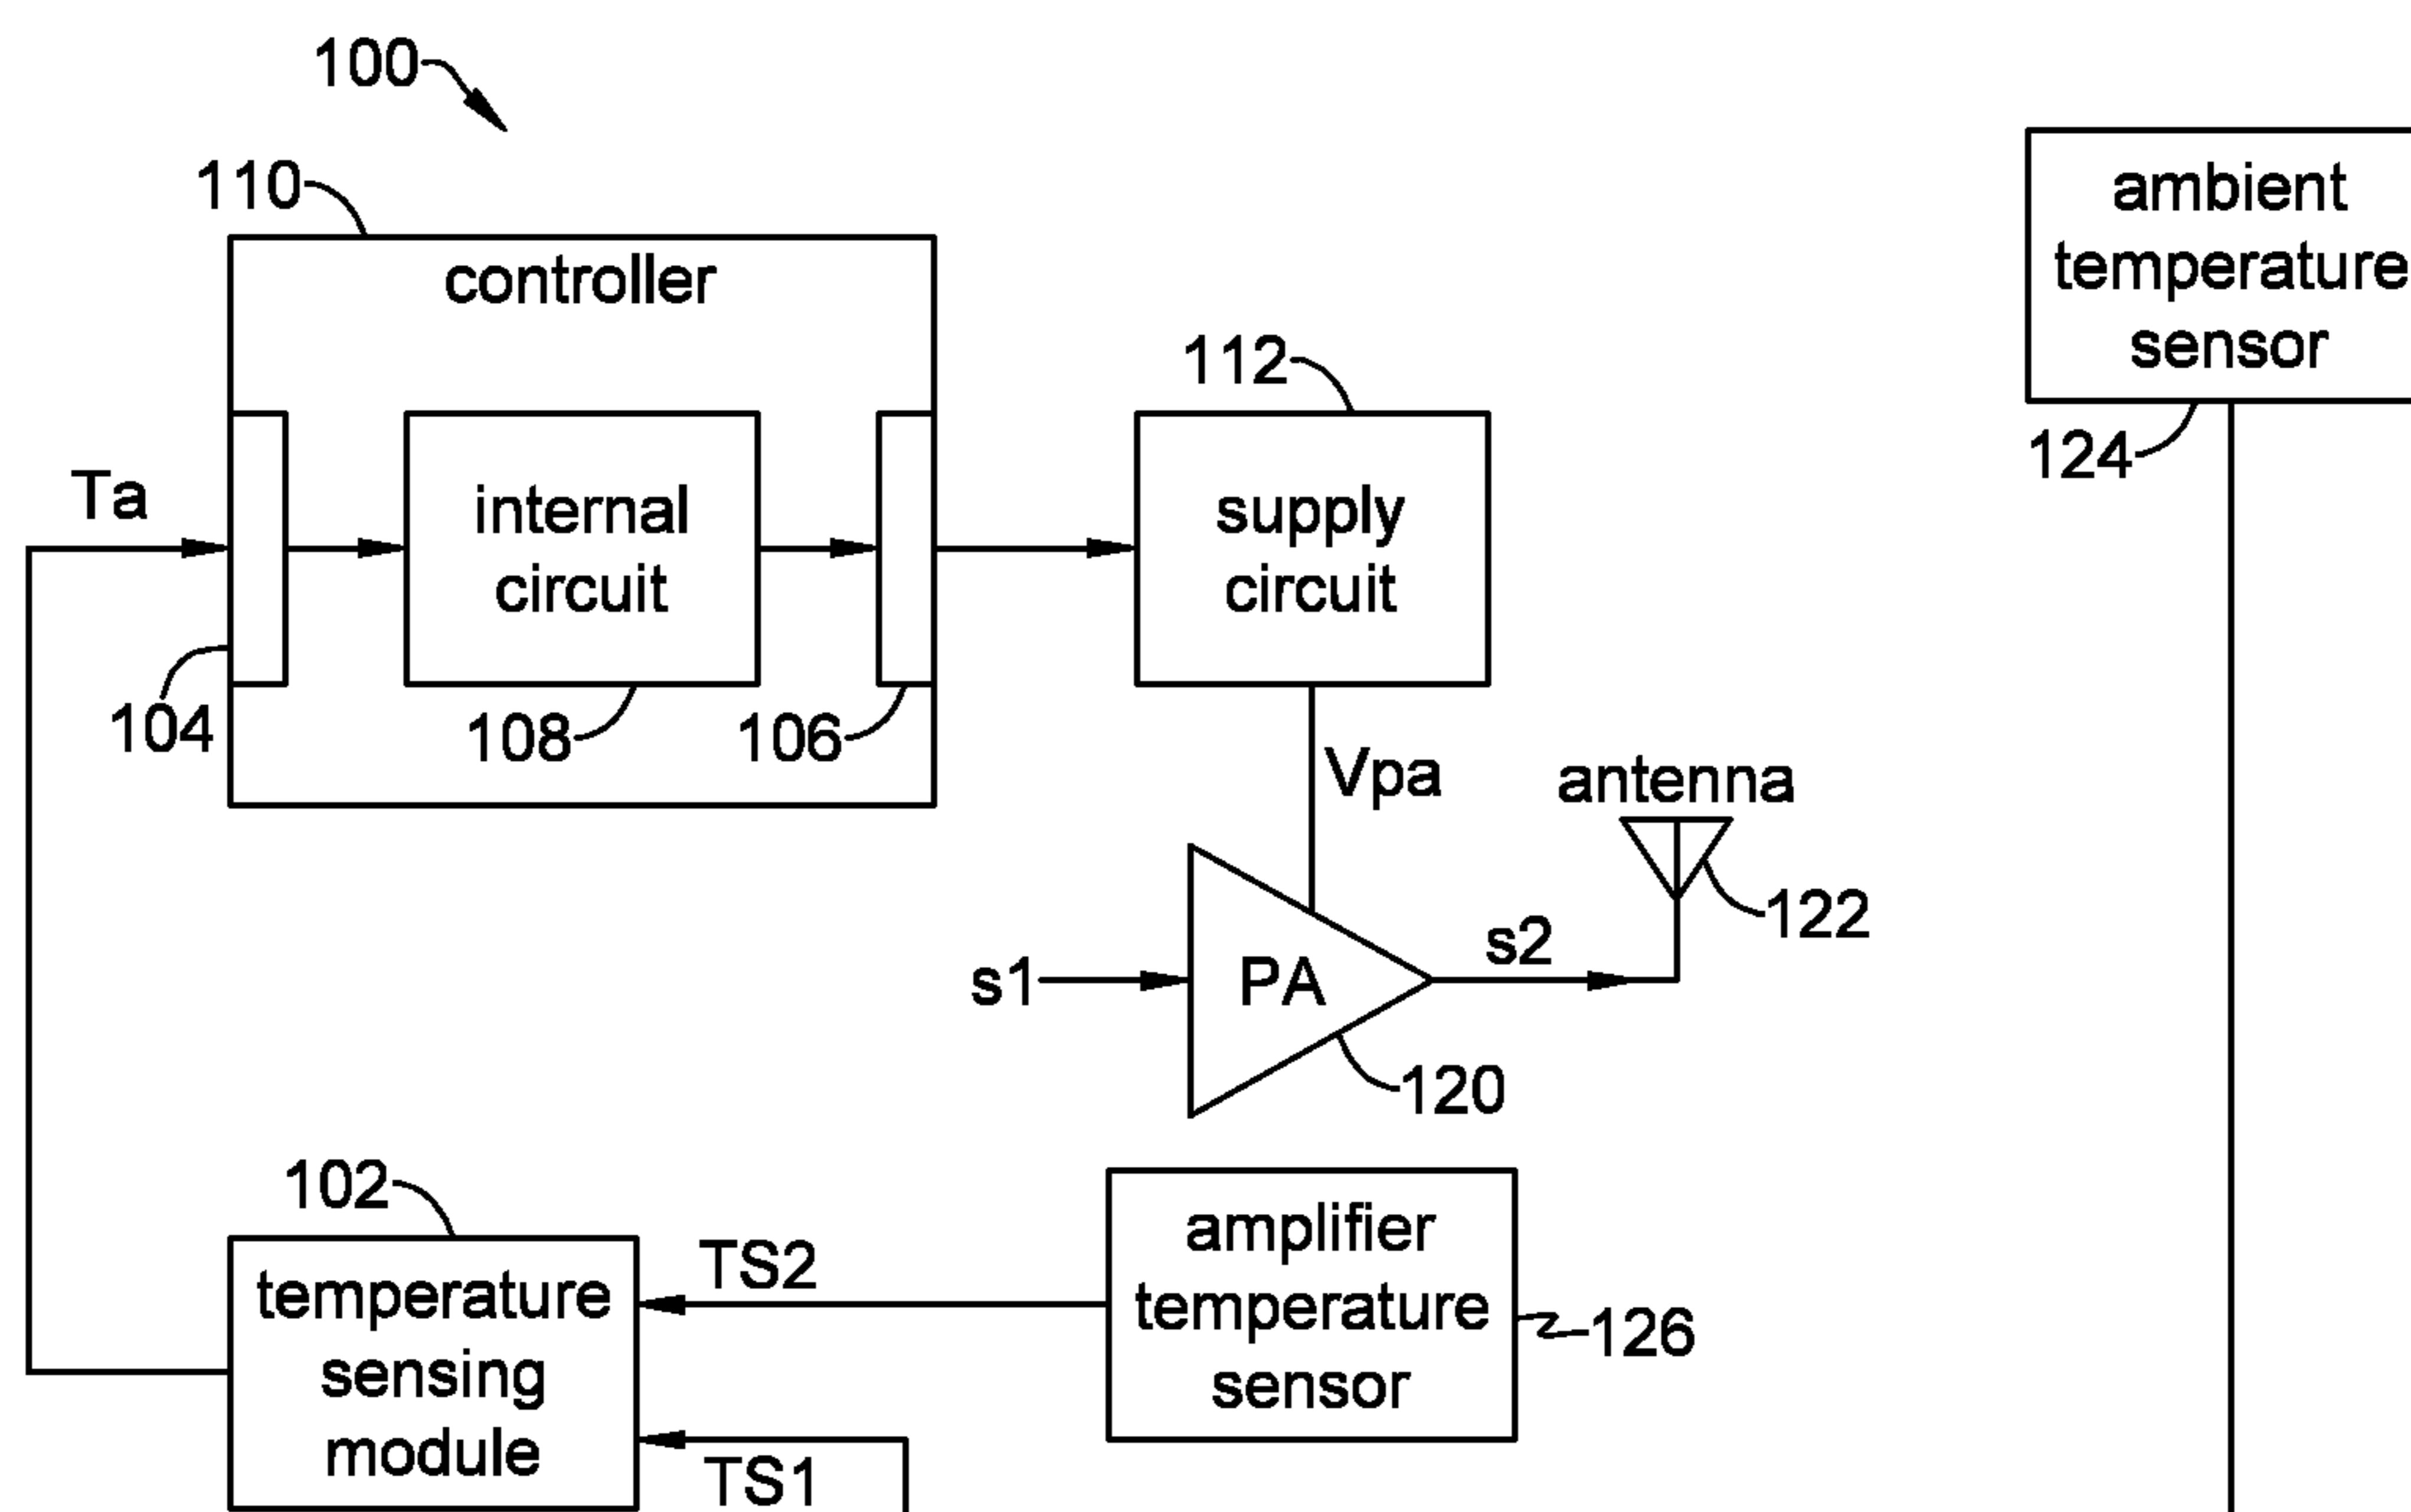 100
110
controller
ambient
temperature
sensor
124
112
Ta
internal
circuit
supply
circuit
104
108
106
Vpa
antenna
122
s1
PA
s2
120
102
temperature
sensing
module
TS2
amplifier
temperature
sensor
126
TS1